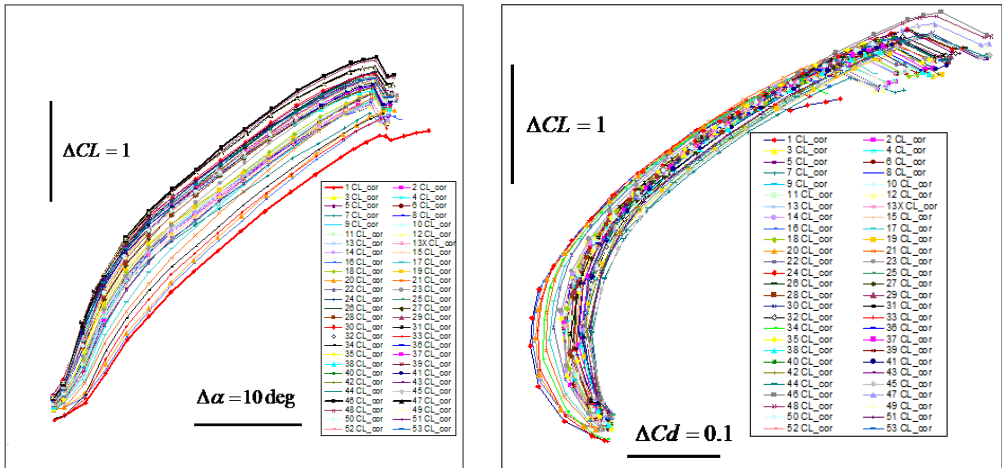 ΔCL = 1
Δα = 10 deg
1 CL_cor 2 CL_cor
3 CL_cor 4 CL_cor
5 CL_cor 6 CL_cor
7 CL_cor 8 CL_cor
9 CL_cor 10 CL_cor
11 CL_cor 12 CL_cor
13 CL_cor 13X CL_cor
14 CL_cor 15 CL_cor
16 CL_cor 17 CL_cor
18 CL_cor 19 CL_cor
20 CL_cor 21 CL_cor
22 CL_cor 23 CL_cor
24 CL_cor 25 CL_cor
26 CL_cor 27 CL_cor
28 CL_cor 29 CL_cor
30 CL_cor 31 CL_cor
32 CL_cor 33 CL_cor
34 CL_cor 36 CL_cor
35 CL_cor 37 CL_cor
38 CL_cor 39 CL_cor
40 CL_cor 41 CL_cor
42 CL_cor 43 CL_cor
44 CL_cor 45 CL_cor
46 CL_cor 47 CL_cor
48 CL_cor 49 CL_cor
50 CL_cor 51 CL_cor
52 CL_cor 53 CL_cor
ΔCL = 1
ΔCd = 0.1
1 CL_cor 2 CL_cor
3 CL_cor 4 CL_cor
5 CL_cor 6 CL_cor
7 CL_cor 8 CL_cor
9 CL_cor 10 CL_cor
11 CL_cor 12 CL_cor
13 CL_cor 13X CL_cor
14 CL_cor 15 CL_cor
16 CL_cor 17 CL_cor
18 CL_cor 19 CL_cor
20 CL_cor 21 CL_cor
22 CL_cor 23 CL_cor
24 CL_cor 25 CL_cor
26 CL_cor 27 CL_cor
28 CL_cor 29 CL_cor
30 CL_cor 31 CL_cor
32 CL_cor 33 CL_cor
34 CL_cor 36 CL_cor
35 CL_cor 37 CL_cor
38 CL_cor 39 CL_cor
40 CL_cor 41 CL_cor
42 CL_cor 43 CL_cor
44 CL_cor 45 CL_cor
46 CL_cor 47 CL_cor
48 CL_cor 49 CL_cor
50 CL_cor 51 CL_cor
52 CL_cor 53 CL_cor